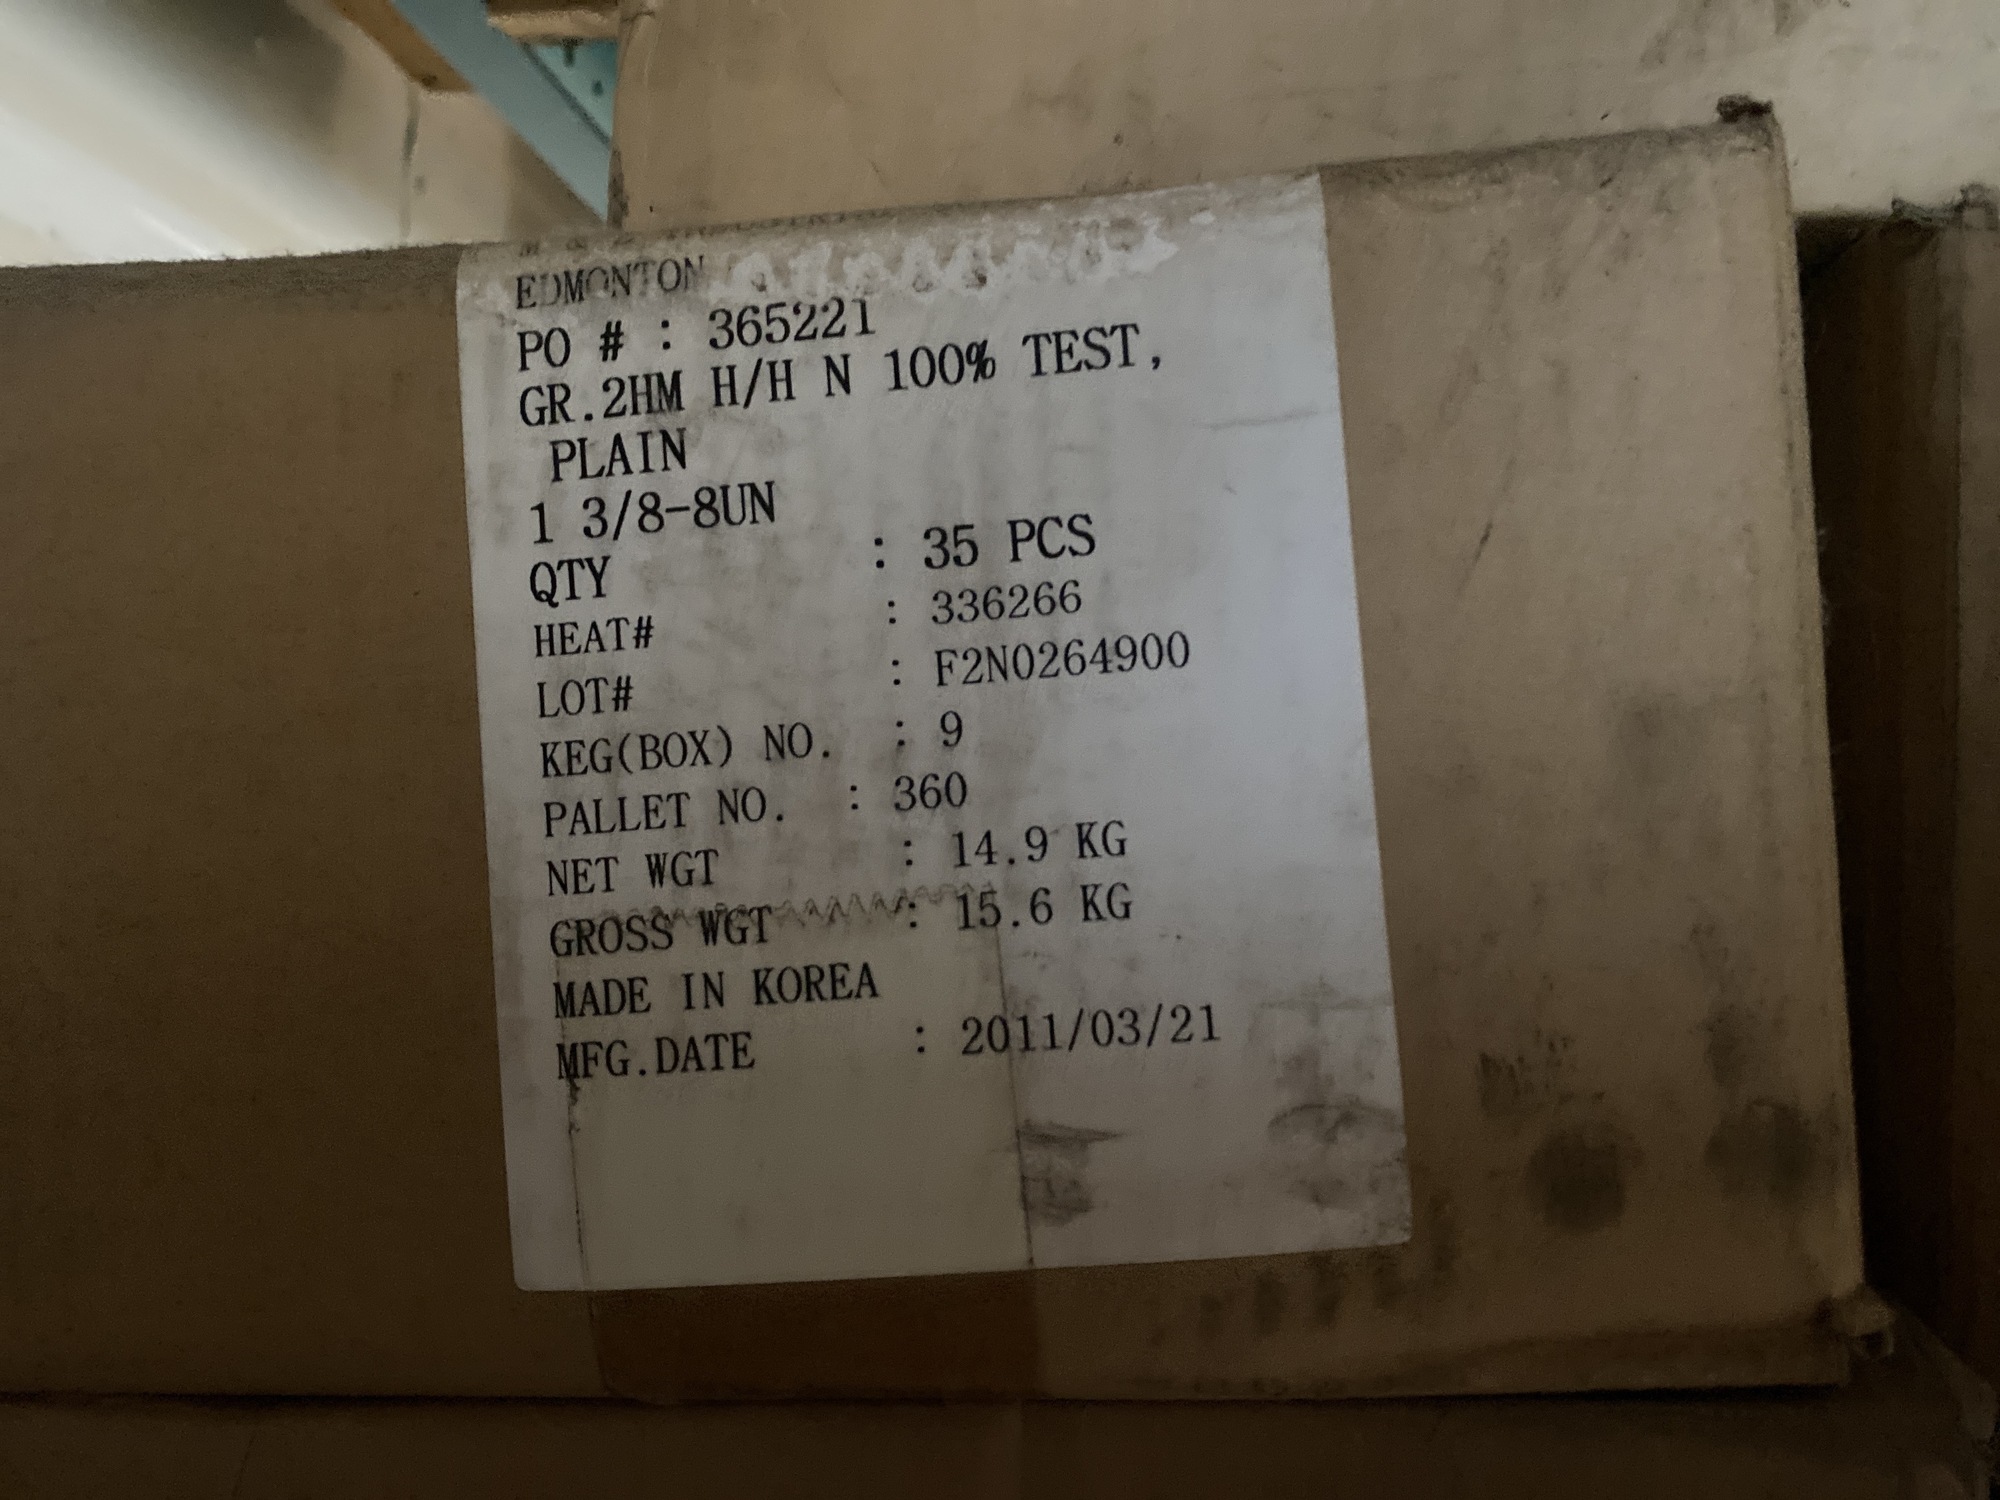 EDMONTON
PO # : 365221
GR.2HM H/H N 100% TEST,
PLAIN
1 3/8-8UN
QTY : 35 PCS
HEAT# : 336266
LOT# : F2N0264900
KEG(BOX) NO. : 9
PALLET NO. : 360
NET WGT : 14.9 KG
GROSS WGT : 15.6 KG
MADE IN KOREA
MFG.DATE : 2011/03/21